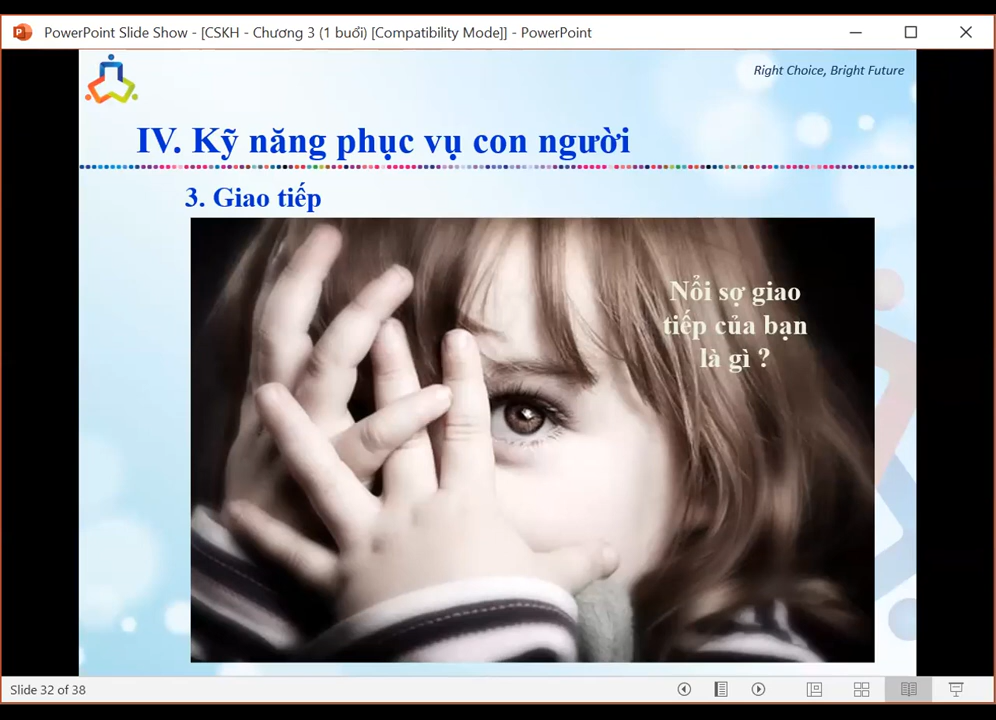 PowerPoint Slide Show - [CSKH - Chương 3 (1 buổi) [Compatibility Mode]] - PowerPoint
Right Choice, Bright Future
IV. Kỹ năng phục vụ con người
3. Giao tiếp
Nổi sợ giao
tiếp của bạn
là gì ?
Slide 32 of 38